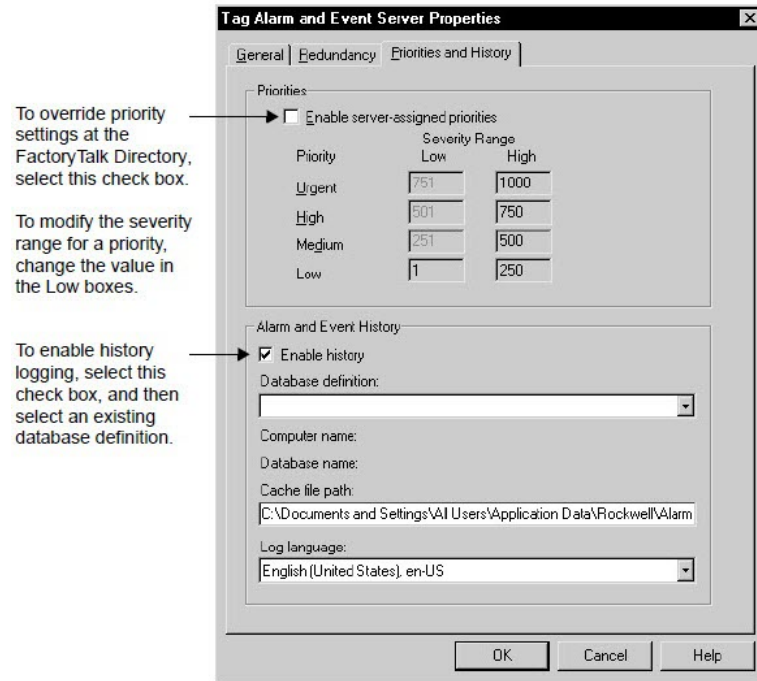 Tag Alarm and Event Server Properties
General
Redundancy
Priorities and History
To override priority
settings at the
FactoryTalk Directory,
select this check box.
To modify the severity
range for a priority,
change the value in
the Low boxes.
To enable history
logging, select this
check box, and then
select an existing
database definition.
Priorities
Enable server-assigned priorities
Severity Range
Priority Low High
Urgent 751 1000
High 501 750
Medium 251 500
Low 1 250
Alarm and Event History
Enable history
Database definition:
Computer name:
Database name:
Cache file path:
C:\Documents and Settings\All Users\Application Data\Rockwell\Alarm
Log language:
English (United States), en-US
OK Cancel Help